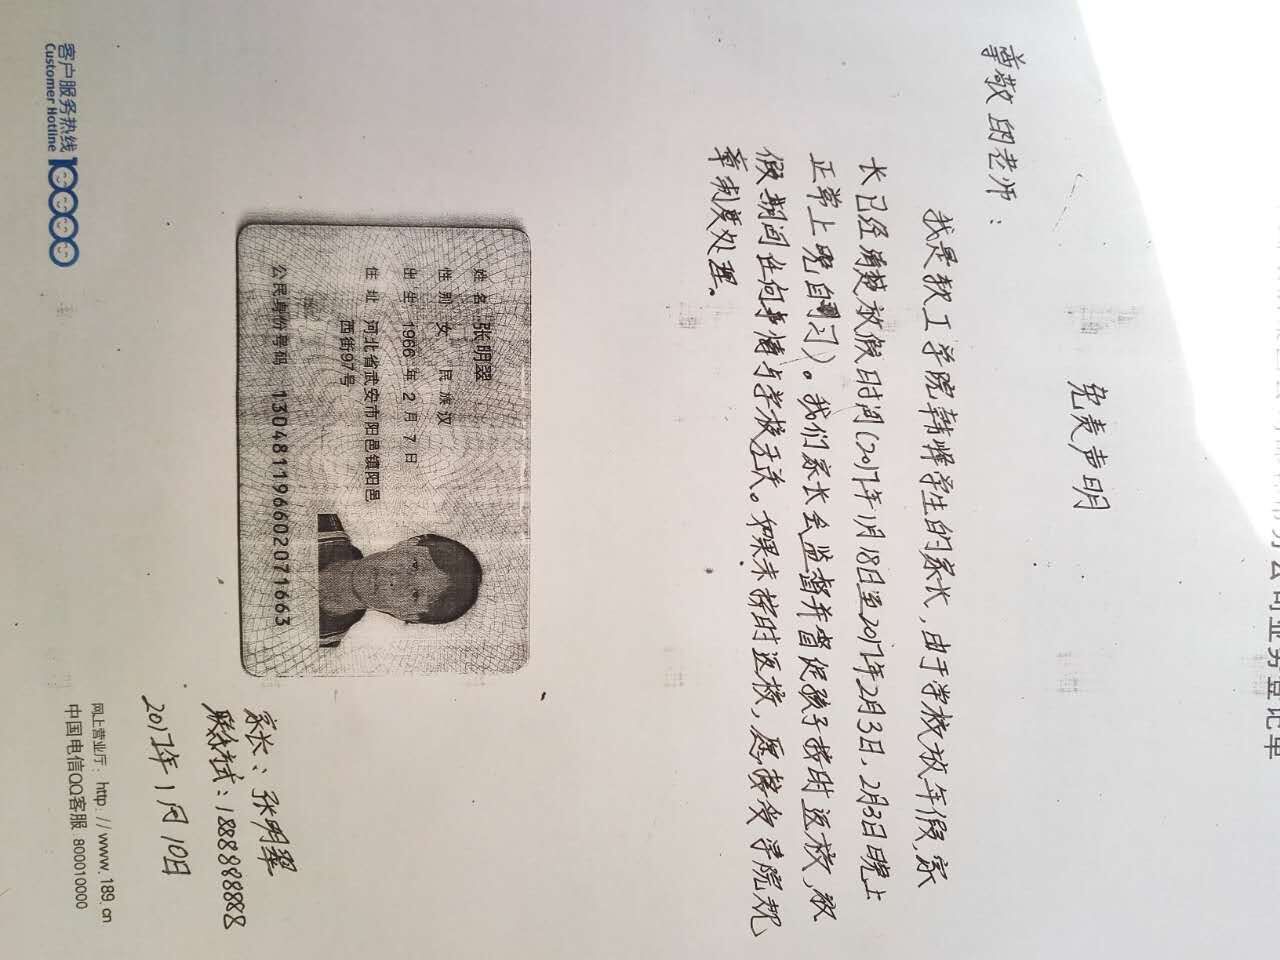 公司业务登记单
免责声明
尊敬的老师：
我是软工学院韩辉学生的家长，由于学校放年假，家
长已经清楚放假时间(2017年1月18日至2017年2月3日，2月3日晚上
正常上晚自习)。我们家长会监督并督促孩子按时返校，放
假期间任何事情与学校无关。如果未按时返校，愿接受学院规
章制度处理。
姓名 张明翠
性别 女 民族 汉
出生 1966 年 2 月 7 日
住址 河北省武安市阳邑镇阳邑
西街97号
公民身份号码 130481196602071663
家长：张明翠
联系方式：18888888888
2017年1月10日
客户服务热线
Customer Hotline
10000
网上营业厅：http://www.189.cn
中国电信QQ客服 800010000